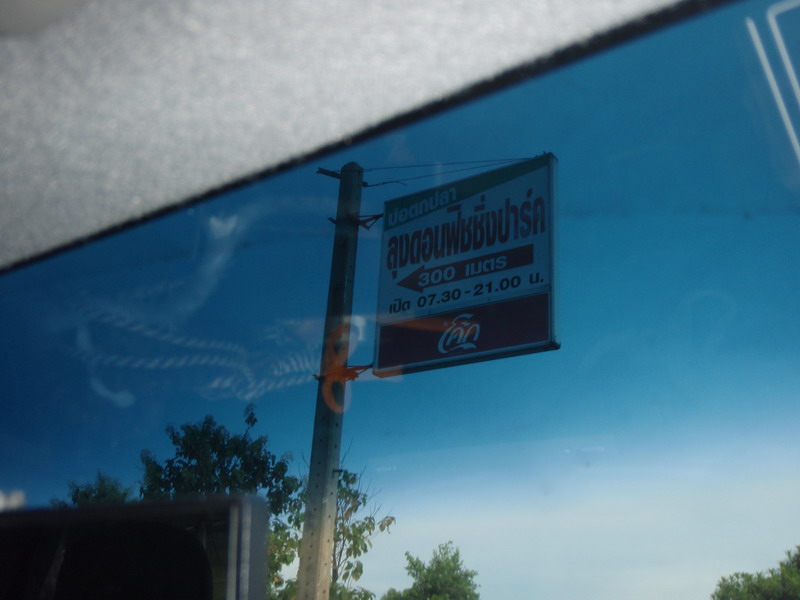 บ่อตกปลา
ลุงดอนฟิชชิ่งปาร์ค
300 เมตร
เปิด 07.30 - 21.00 น.
โค้ก